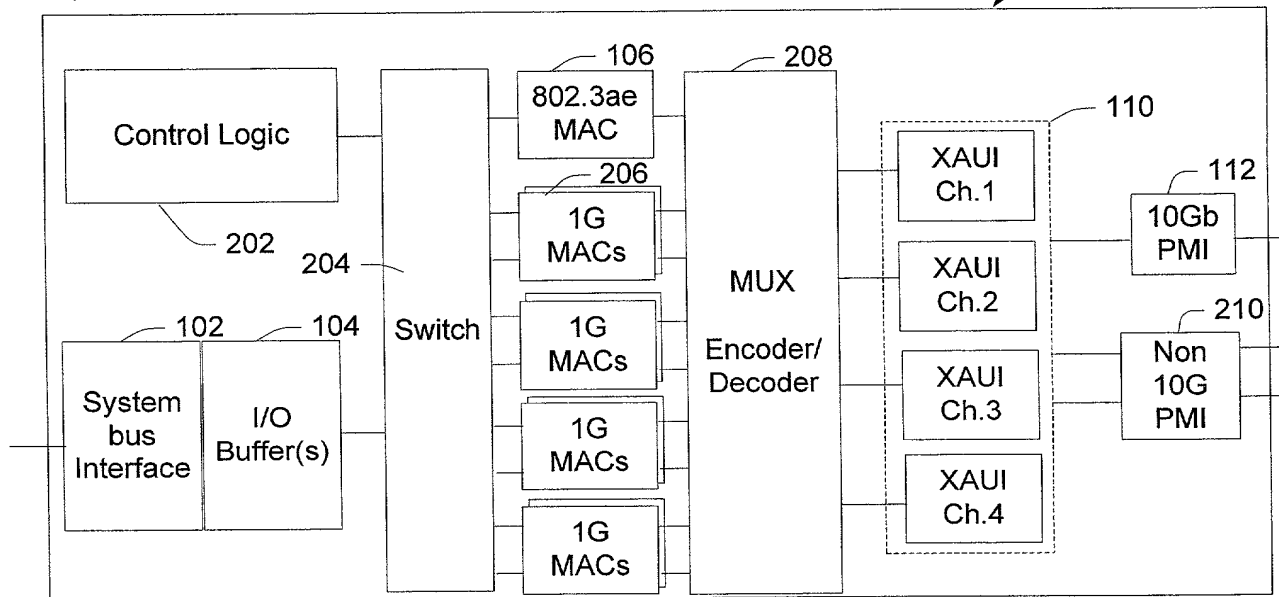 106
802.3ae
MAC
208
Control Logic
202
204
Switch
206
1G
MACs
1G
MACs
1G
MACs
1G
MACs
MUX
Encoder/
Decoder
110
XAUI
Ch.1
XAUI
Ch.2
XAUI
Ch.3
XAUI
Ch.4
112
10Gb
PMI
210
Non
10G
PMI
102
104
System
bus
Interface
I/O
Buffer(s)